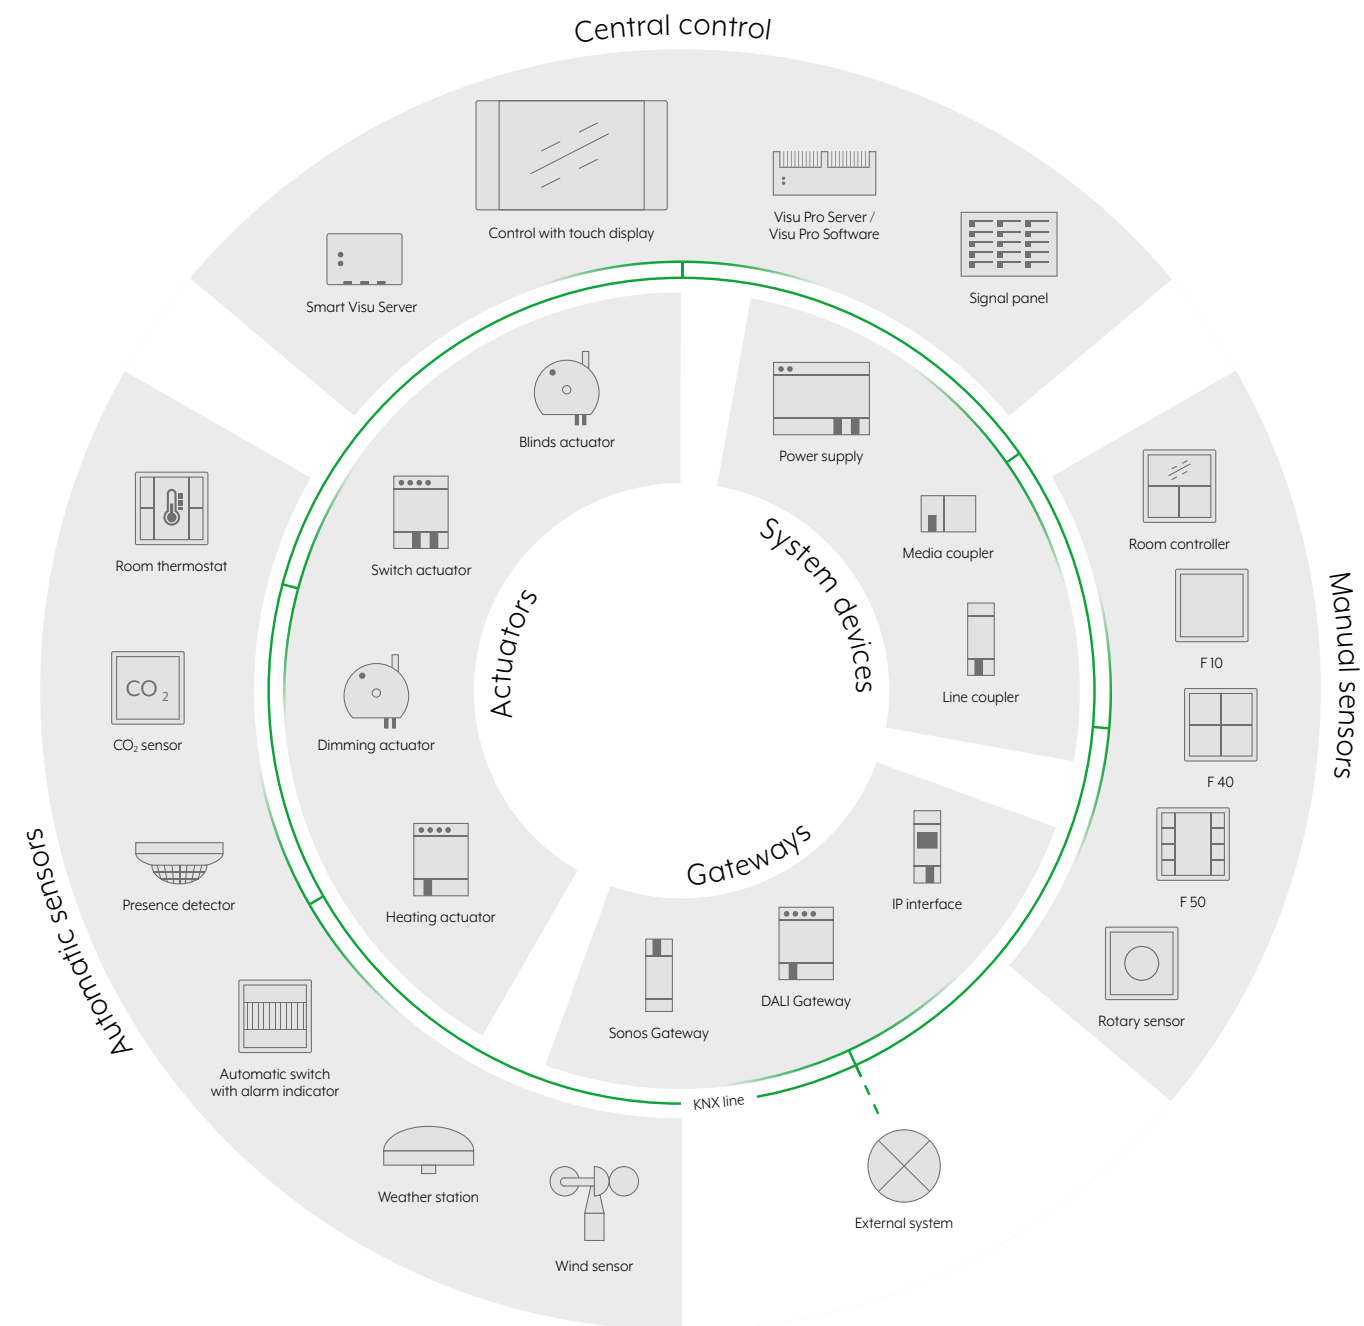 Central control
Control with touch display
Visu Pro Server /
Visu Pro Software
Smart Visu Server
Signal panel
Blinds actuator
Power supply
Switch actuator
Media coupler
Dimming actuator
Line coupler
Heating actuator
Actuators
System devices
Gateways
IP interface
DALI Gateway
Sonos Gateway
Room thermostat
CO 2
CO₂ sensor
Presence detector
Automatic switch
with alarm indicator
Weather station
Wind sensor
Automatic sensors
Room controller
F 10
F 40
F 50
Rotary sensor
Manual sensors
KNX line
External system